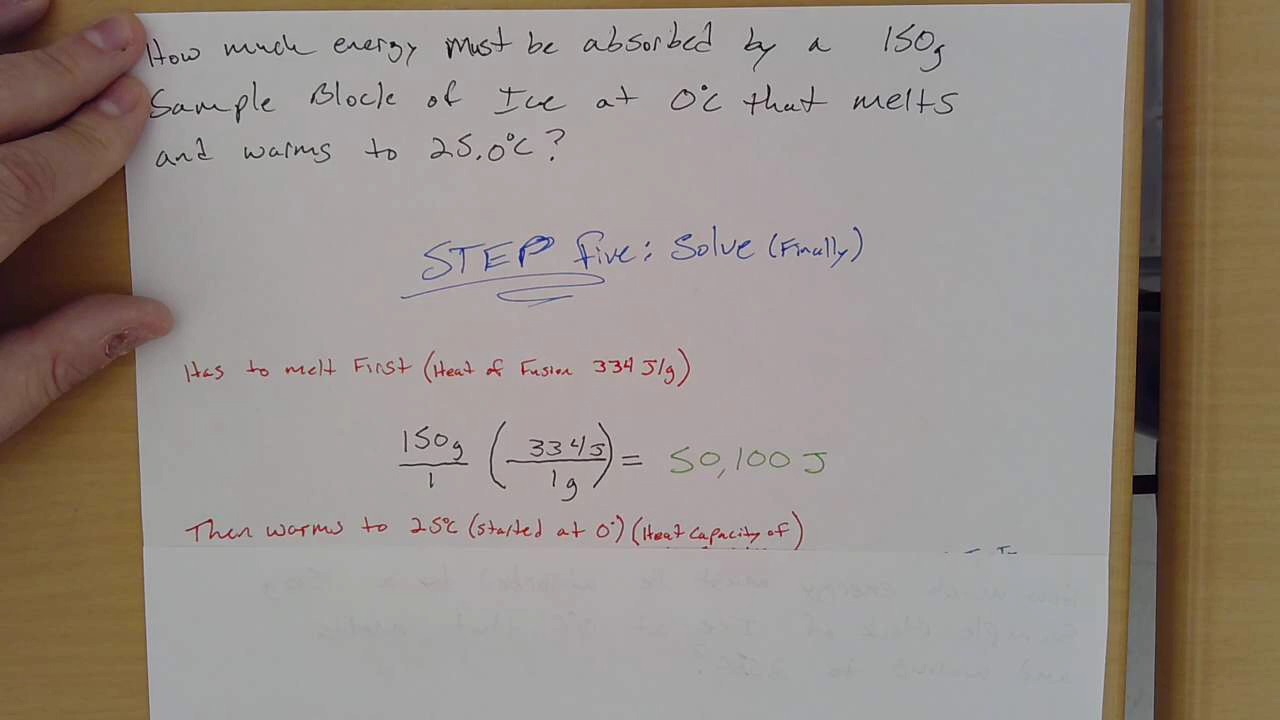 How much energy must be absorbed by a 150g
Sample Block of Ice at 0°C that melts
and warms to 25.0°C?
STEP five: Solve (Finally)
Has to melt First (Heat of Fusion 334 J/g)
150g/1 (334J/1g) = 50,100 J
Then warms to 25°C (started at 0°) (Heat Capacity of)